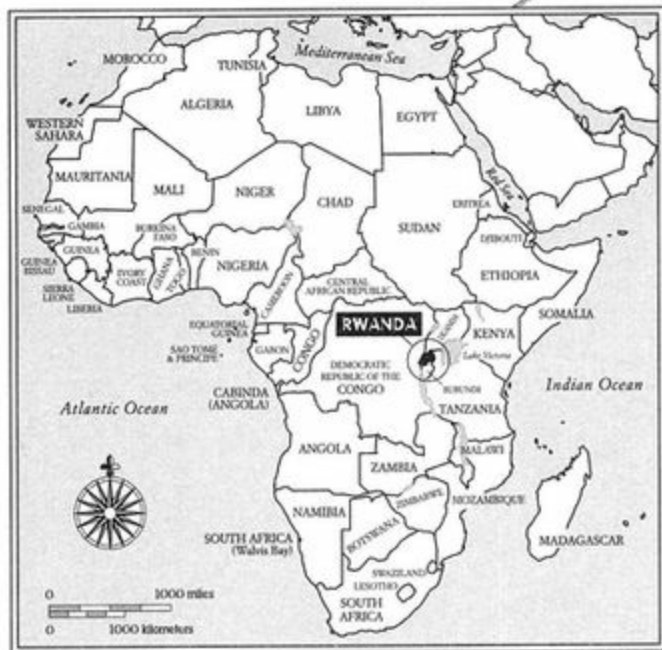 Mediterranean Sea
MOROCCO
TUNISIA
ALGERIA
LIBYA
EGYPT
WESTERN
SAHARA
MAURITANIA
MALI
NIGER
CHAD
Red Sea
SENEGAL
GAMBIA
BURKINA
FASO
SUDAN
ERITREA
GUINEA
BENIN
DJIBOUTI
GUINEA
BISSAU
IVORY
COAST
GHANA
TOGO
NIGERIA
ETHIOPIA
SIERRA
LEONE
LIBERIA
CAMEROON
CENTRAL
AFRICAN REPUBLIC
SOMALIA
EQUATORIAL
GUINEA
RWANDA
UGANDA
KENYA
SAO TOME
& PRINCIPE
GABON
CONGO
Lake Victoria
DEMOCRATIC
REPUBLIC OF THE
CONGO
BURUNDI
Indian Ocean
CABINDA
(ANGOLA)
Atlantic Ocean
TANZANIA
ANGOLA
MALAWI
ZAMBIA
MOZAMBIQUE
ZIMBABWE
NAMIBIA
BOTSWANA
MADAGASCAR
SOUTH AFRICA
(Walvis Bay)
SWAZILAND
LESOTHO
SOUTH
AFRICA
0 1000 miles
0 1000 kilometers